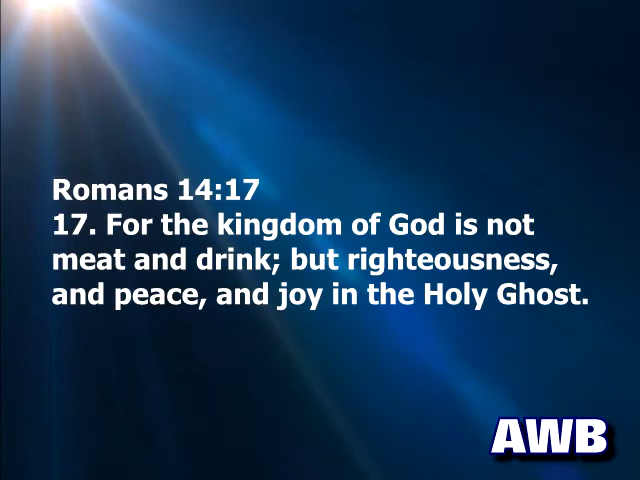 Romans 14:17
17. For the kingdom of God is not
meat and drink; but righteousness,
and peace, and joy in the Holy Ghost.
AWB